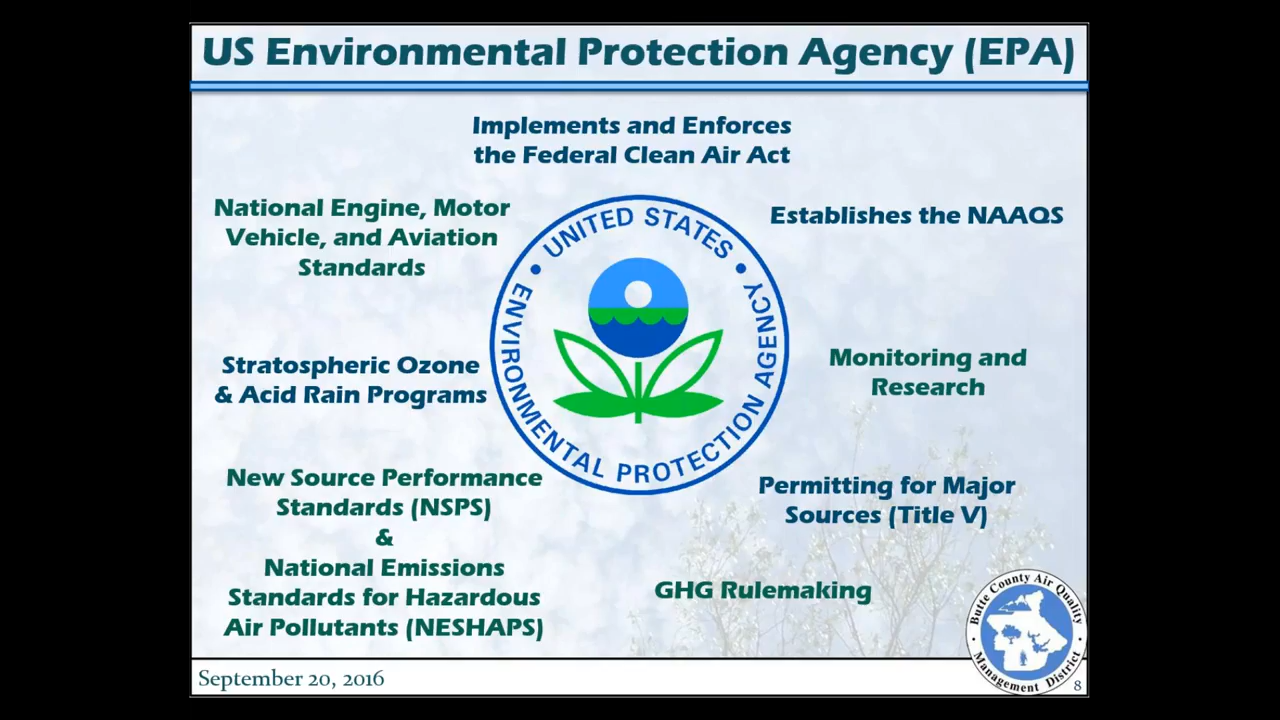 US Environmental Protection Agency (EPA)
Implements and Enforces
the Federal Clean Air Act
National Engine, Motor
Vehicle, and Aviation
Standards
Establishes the NAAQS
UNITED STATES
ENVIRONMENTAL PROTECTION AGENCY
Stratospheric Ozone
& Acid Rain Programs
Monitoring and
Research
New Source Performance
Standards (NSPS)
&
National Emissions
Standards for Hazardous
Air Pollutants (NESHAPS)
Permitting for Major
Sources (Title V)
GHG Rulemaking
Butte County Air Quality
Management District
September 20, 2016
8